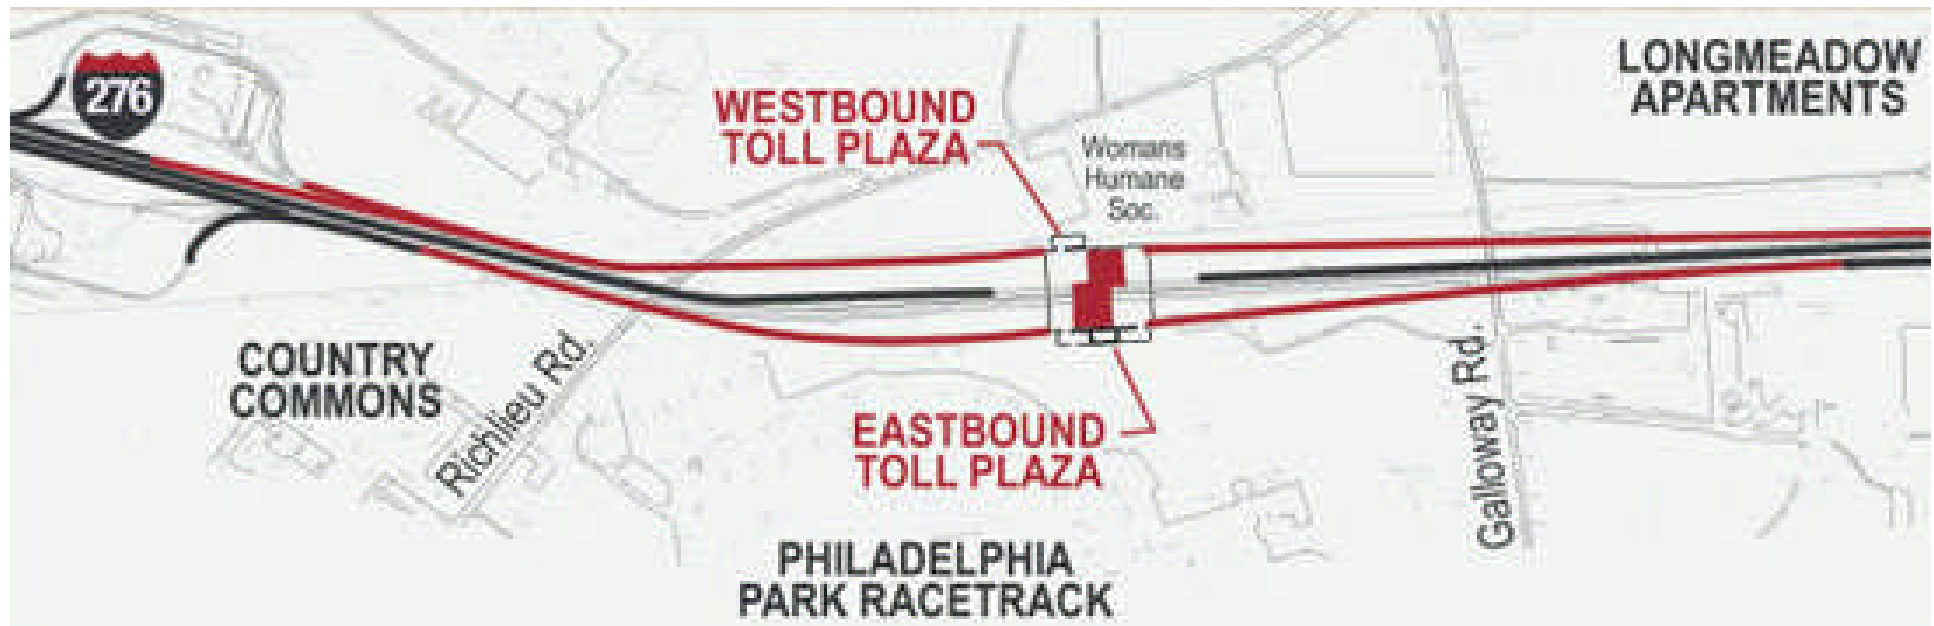 276
LONGMEADOW
APARTMENTS
WESTBOUND
TOLL PLAZA
Womans
Humane
Soc.
COUNTRY
COMMONS
Richlieu Rd.
EASTBOUND
TOLL PLAZA
Galloway Rd.
PHILADELPHIA
PARK RACETRACK